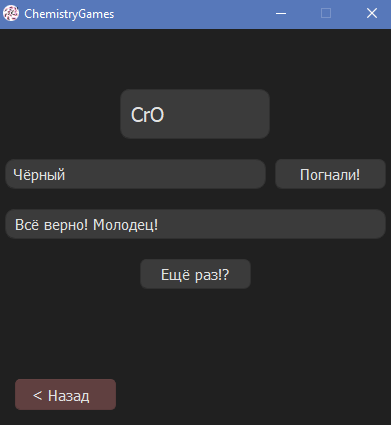 ChemistryGames
CrO
Чёрный
Погнали!
Всё верно! Молодец!
Ещё раз!?
< Назад